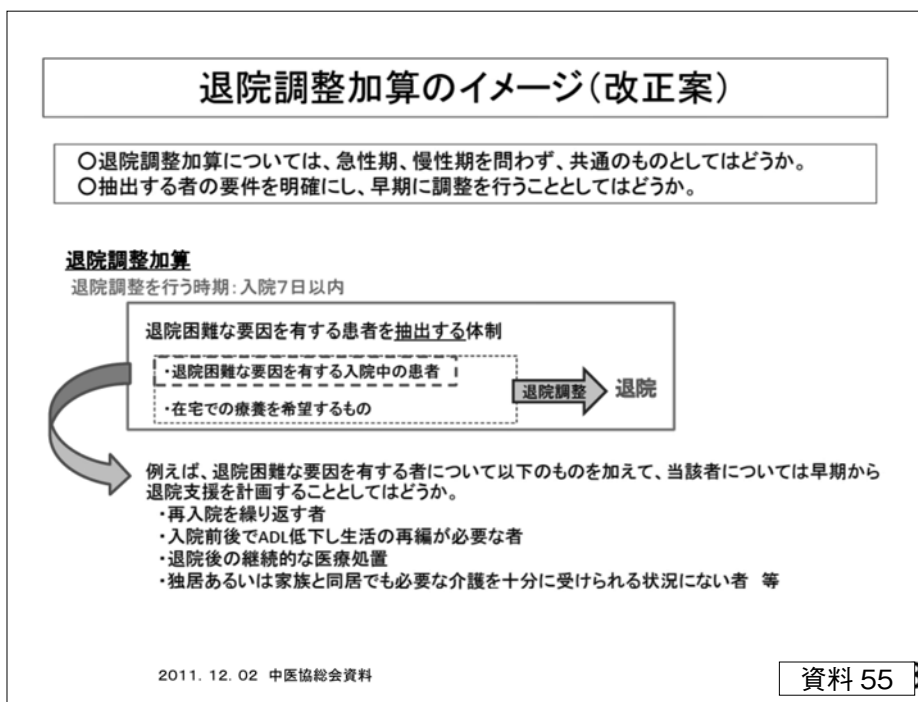 退院調整加算のイメージ(改正案)
○退院調整加算については、急性期、慢性期を問わず、共通のものとしてはどうか。
○抽出する者の要件を明確にし、早期に調整を行うこととしてはどうか。
退院調整加算
退院調整を行う時期:入院7日以内
退院困難な要因を有する患者を抽出する体制
・退院困難な要因を有する入院中の患者
・在宅での療養を希望するもの
退院調整
退院
例えば、退院困難な要因を有する者について以下のものを加えて、当該者については早期から
退院支援を計画することとしてはどうか。
・再入院を繰り返す者
・入院前後でADL低下し生活の再編が必要な者
・退院後の継続的な医療処置
・独居あるいは家族と同居でも必要な介護を十分に受けられる状況にない者 等
2011. 12. 02 中医協総会資料
資料 55